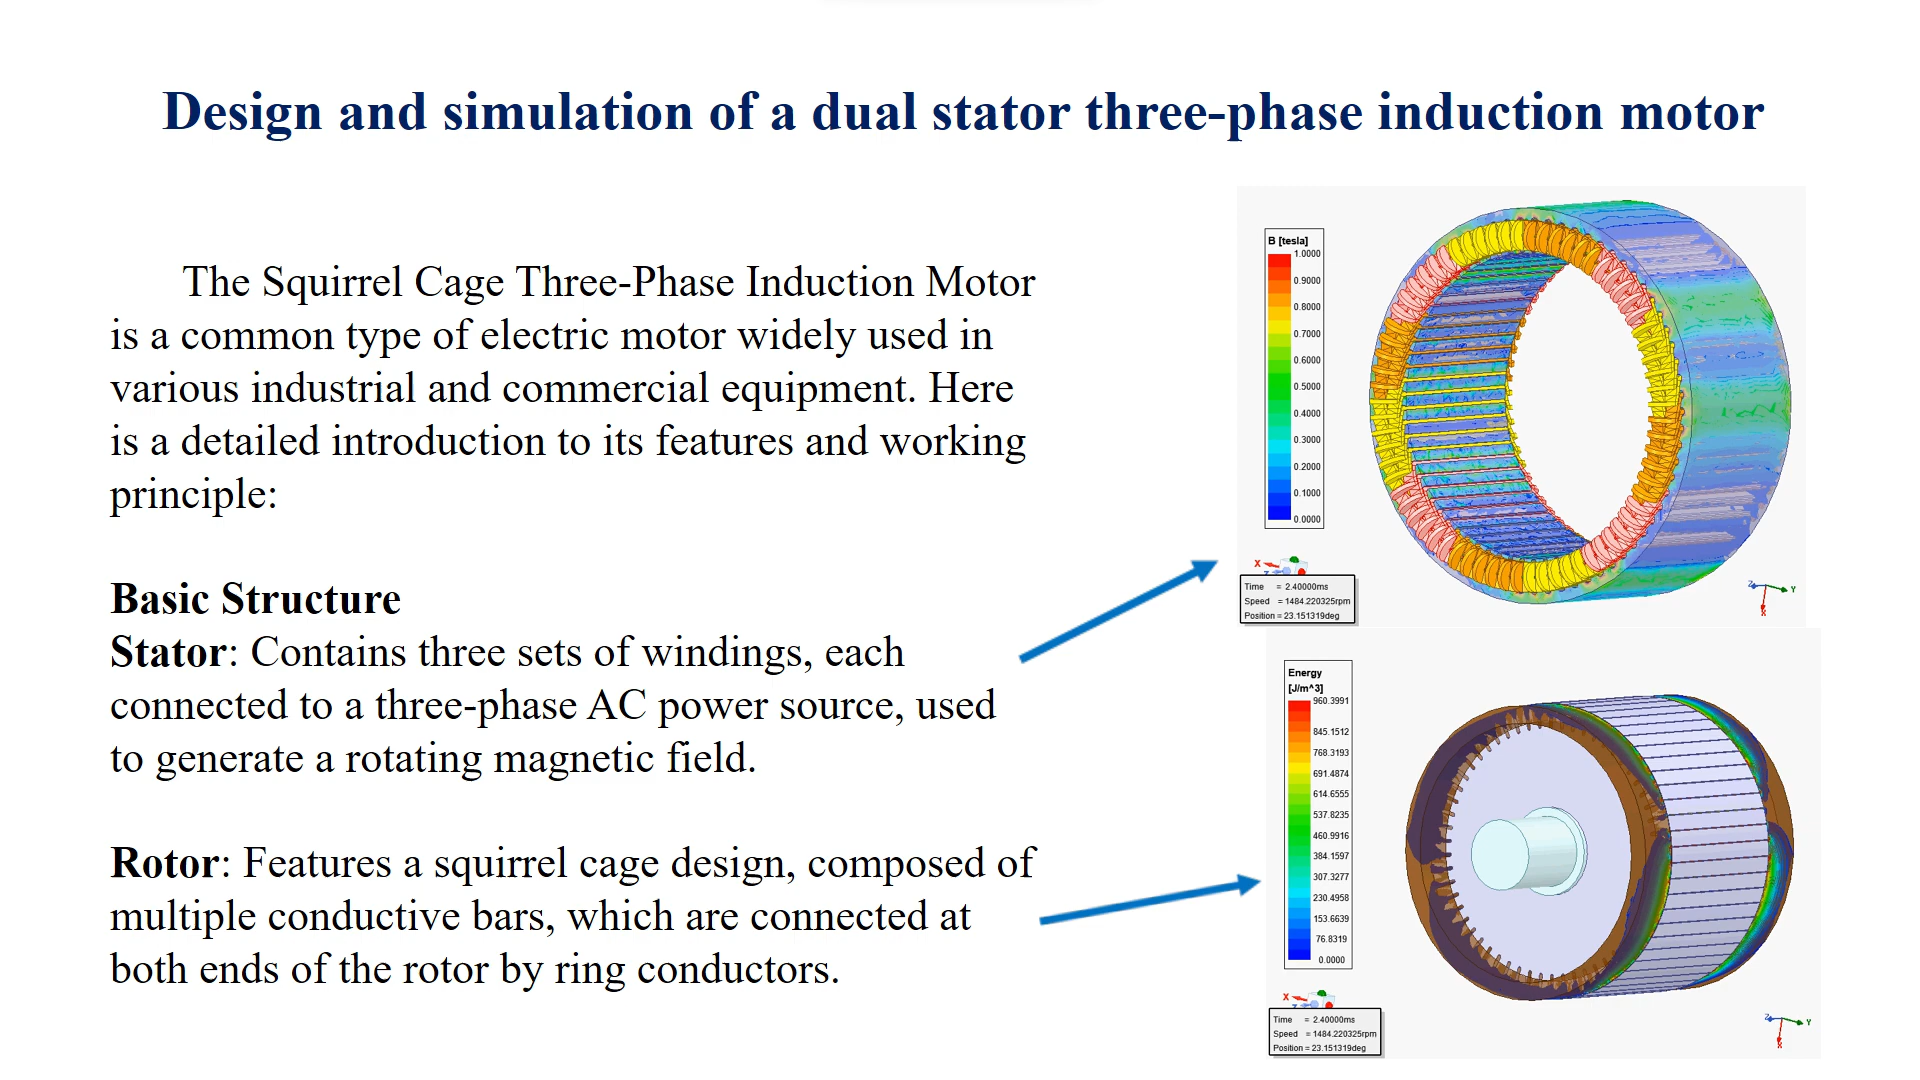 Design and simulation of a dual stator three-phase induction motor
The Squirrel Cage Three-Phase Induction Motor
is a common type of electric motor widely used in
various industrial and commercial equipment. Here
is a detailed introduction to its features and working
principle:
Basic Structure
Stator: Contains three sets of windings, each
connected to a three-phase AC power source, used
to generate a rotating magnetic field.
Rotor: Features a squirrel cage design, composed of
multiple conductive bars, which are connected at
both ends of the rotor by ring conductors.
B [tesla]
1.0000
0.9000
0.8000
0.7000
0.6000
0.5000
0.4000
0.3000
0.2000
0.1000
0.0000
X
Z
Time = 2.40000ms
Speed = 1484.220325rpm
Position = 23.151319deg
Z
Y
X
Energy
[J/m^3]
960.3991
845.1512
768.3193
691.4874
614.6555
537.8235
460.9916
384.1597
307.3277
230.4958
153.6639
76.8319
0.0000
X
Z
Time = 2.40000ms
Speed = 1484.220325rpm
Position = 23.151319deg
Z
Y
X